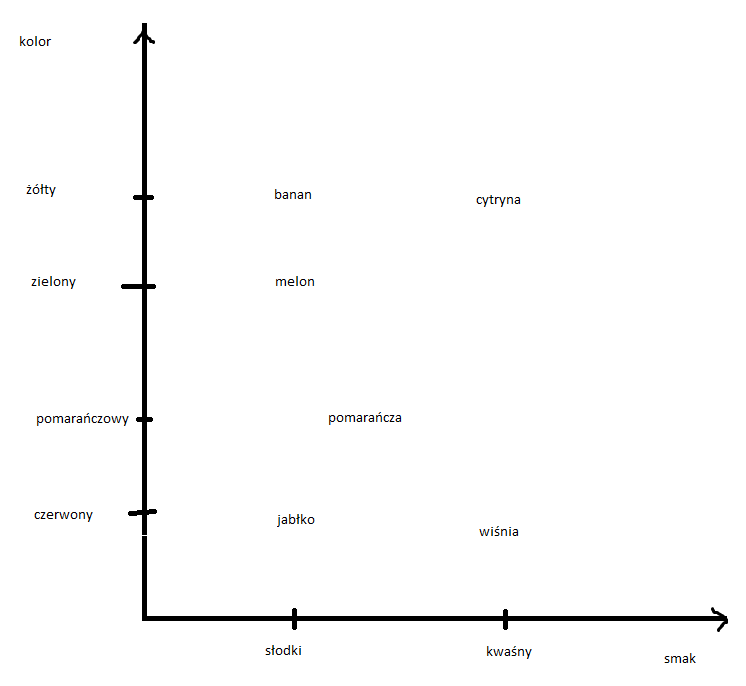 kolor
żółty
banan
cytryna
zielony
melon
pomarańczowy
pomarańcza
czerwony
jabłko
wiśnia
słodki
kwaśny
smak